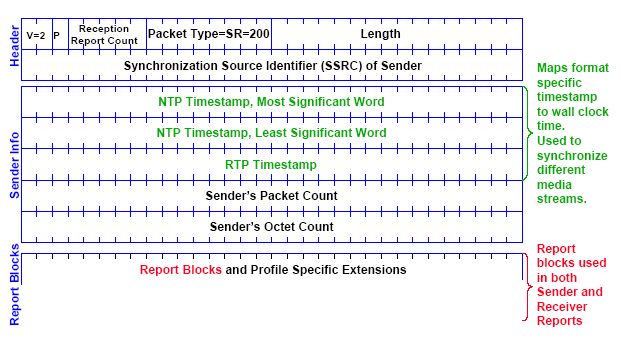 Header
V=2
P
Reception
Report Count
Packet Type=SR=200
Length
Synchronization Source Identifier (SSRC) of Sender
Sender Info
NTP Timestamp, Most Significant Word
NTP Timestamp, Least Significant Word
RTP Timestamp
Sender's Packet Count
Sender's Octet Count
Maps format
specific
timestamp
to wall clock
time.
Used to
synchronize
different
media
streams.
Report Blocks
Report Blocks and Profile Specific Extensions
Report
blocks used
in both
Sender and
Receiver
Reports